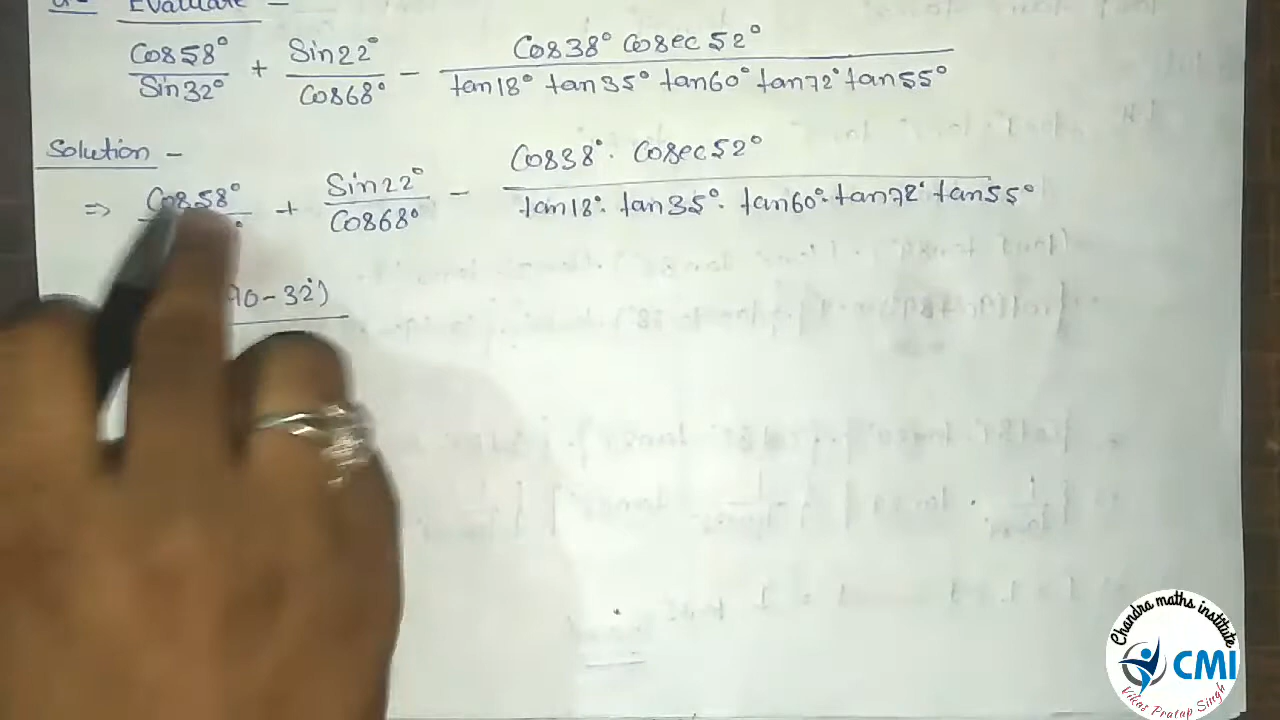 Evaluate -
Cos58° / Sin32° + Sin22° / Cos68° - Cos38° Cosec52° / tan18° tan35° tan60° tan72° tan55°
Solution -
⇒ Cos58° + Sin22° / Cos68° - Cos38°. Cosec52° / tan18°. tan35°. tan60°. tan72° tan55°
90-32)
Chandra maths institute
CMI
Vikas Pratap Singh